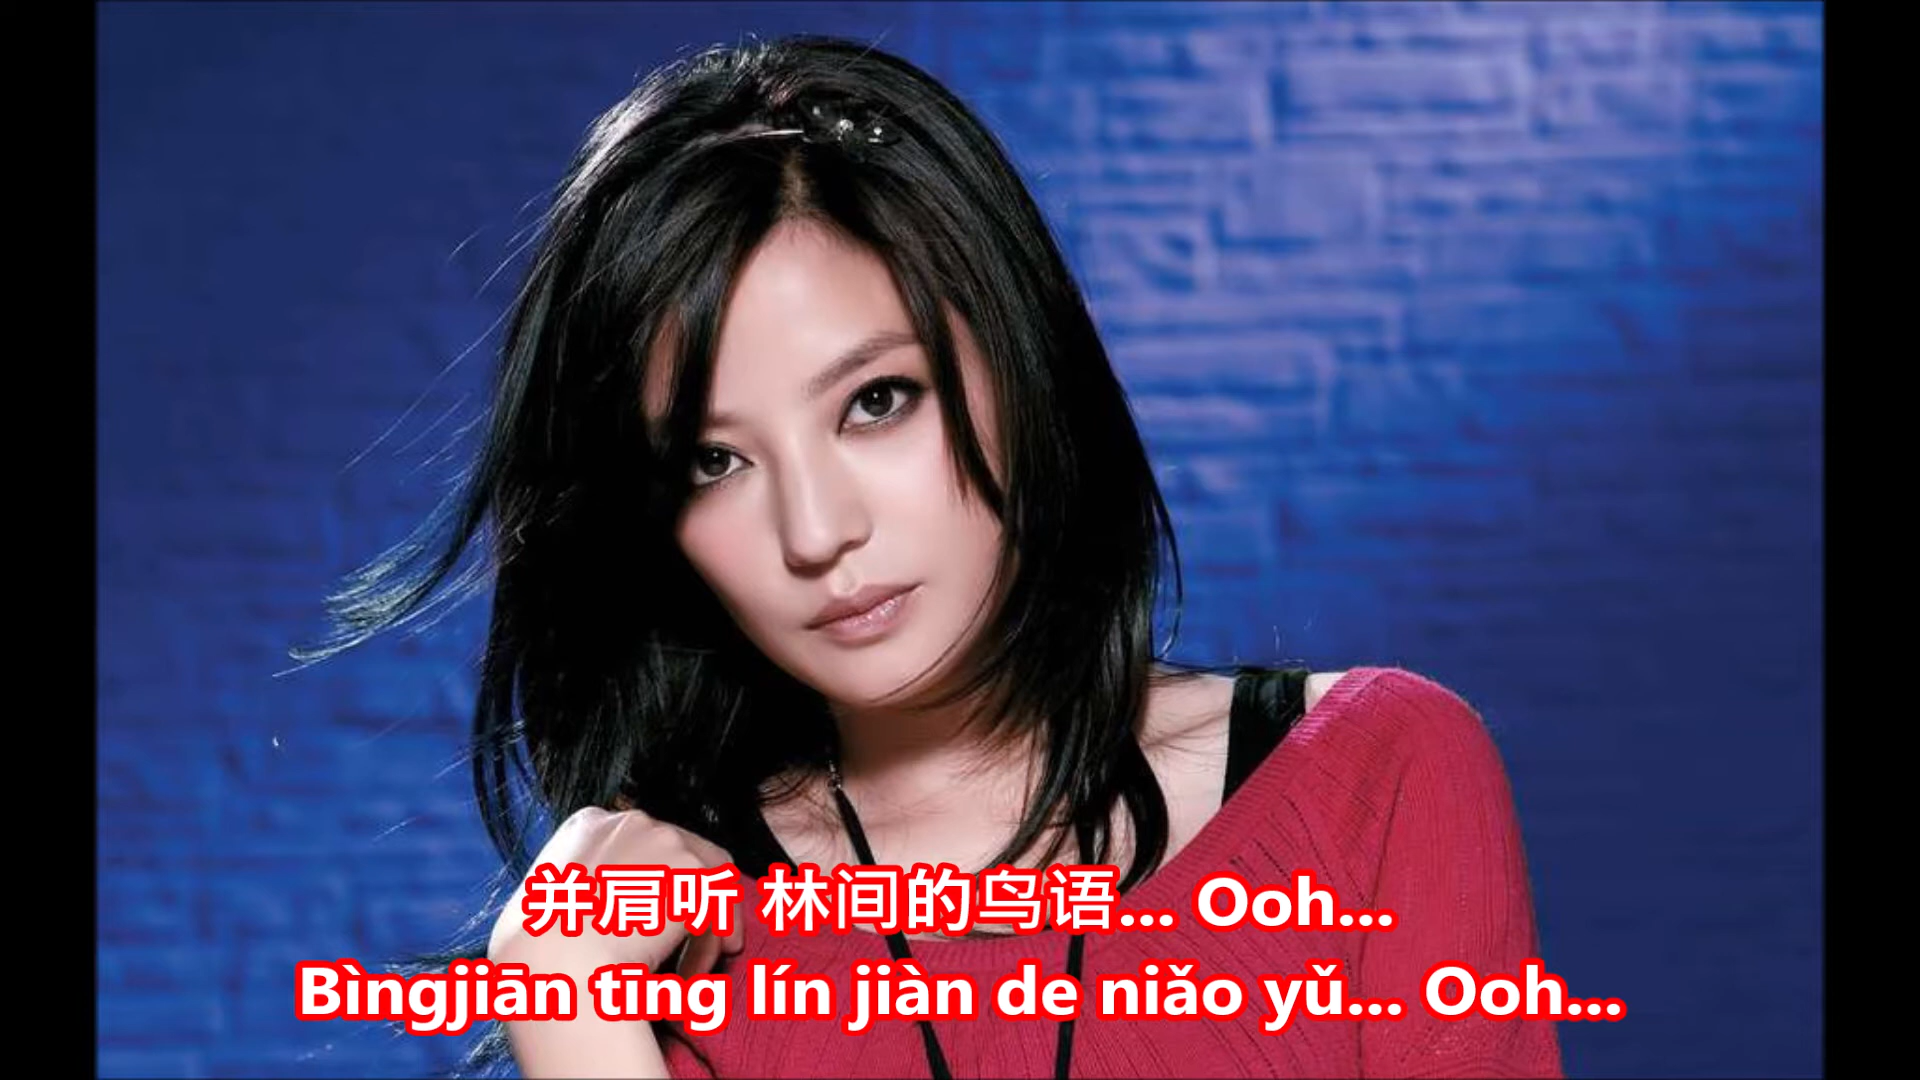 并肩听 林间的鸟语... Ooh...
Bìngjiān tīng lín jiàn de niǎo yǔ... Ooh...